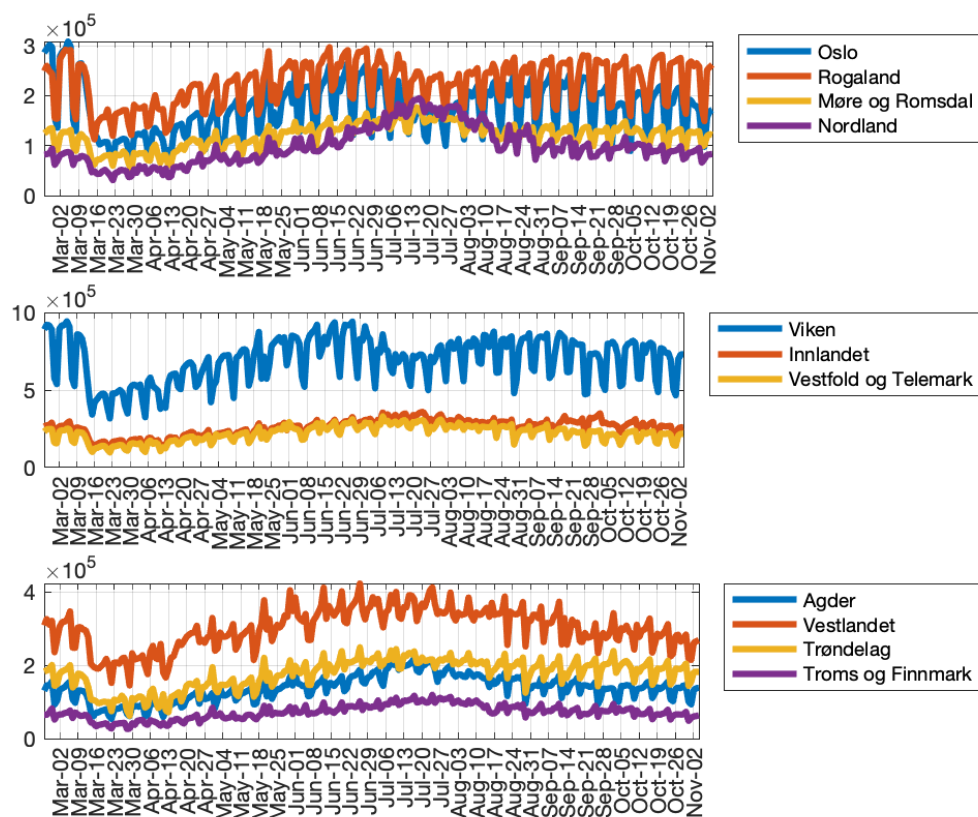 ×10⁵
3
2
1
0
Mar-02
Mar-09
Mar-16
Mar-23
Mar-30
Apr-06
Apr-13
Apr-20
Apr-27
May-04
May-11
May-18
May-25
Jun-01
Jun-08
Jun-15
Jun-22
Jun-29
Jul-06
Jul-13
Jul-20
Jul-27
Aug-03
Aug-10
Aug-17
Aug-24
Aug-31
Sep-07
Sep-14
Sep-21
Sep-28
Oct-05
Oct-12
Oct-19
Oct-26
Nov-02
Oslo
Rogaland
Møre og Romsdal
Nordland
×10⁵
10
5
0
Mar-02
Mar-09
Mar-16
Mar-23
Mar-30
Apr-06
Apr-13
Apr-20
Apr-27
May-04
May-11
May-18
May-25
Jun-01
Jun-08
Jun-15
Jun-22
Jun-29
Jul-06
Jul-13
Jul-20
Jul-27
Aug-03
Aug-10
Aug-17
Aug-24
Aug-31
Sep-07
Sep-14
Sep-21
Sep-28
Oct-05
Oct-12
Oct-19
Oct-26
Nov-02
Viken
Innlandet
Vestfold og Telemark
×10⁵
4
2
0
Mar-02
Mar-09
Mar-16
Mar-23
Mar-30
Apr-06
Apr-13
Apr-20
Apr-27
May-04
May-11
May-18
May-25
Jun-01
Jun-08
Jun-15
Jun-22
Jun-29
Jul-06
Jul-13
Jul-20
Jul-27
Aug-03
Aug-10
Aug-17
Aug-24
Aug-31
Sep-07
Sep-14
Sep-21
Sep-28
Oct-05
Oct-12
Oct-19
Oct-26
Nov-02
Agder
Vestlandet
Trøndelag
Troms og Finnmark